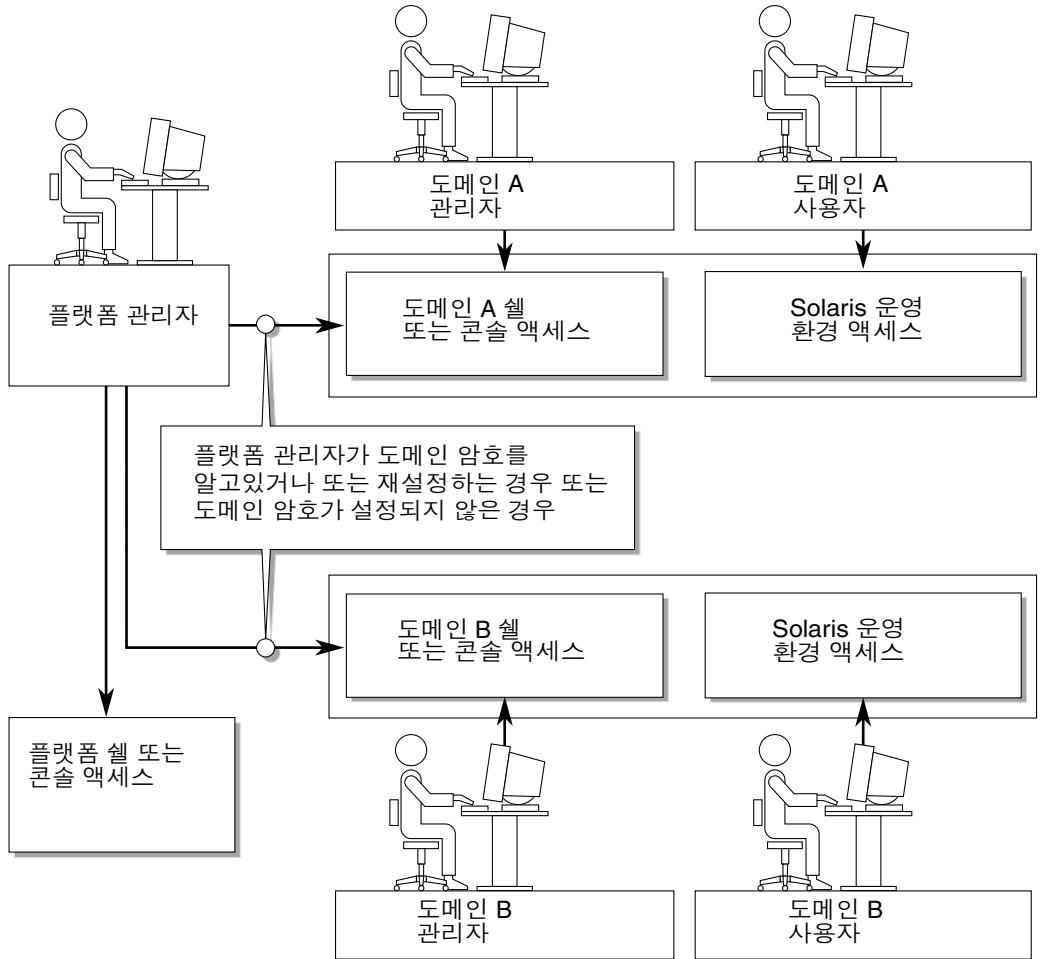 도메인 A
관리자
도메인 A
사용자
플랫폼 관리자
도메인 A 쉘
또는 콘솔 액세스
Solaris 운영
환경 액세스
플랫폼 관리자가 도메인 암호를
알고있거나 또는 재설정하는 경우 또는
도메인 암호가 설정되지 않은 경우
도메인 B 쉘
또는 콘솔 액세스
Solaris 운영
환경 액세스
플랫폼 쉘 또는
콘솔 액세스
도메인 B
관리자
도메인 B
사용자